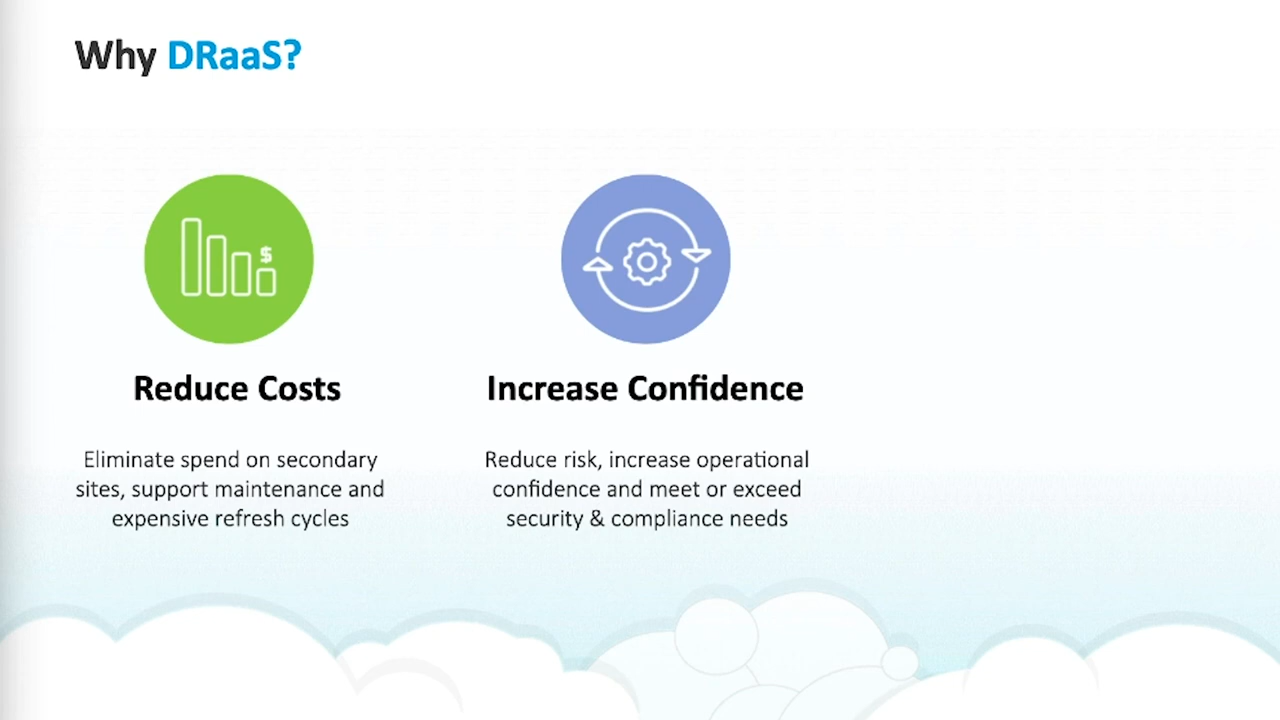 Why DRaaS?
$
Reduce Costs
Eliminate spend on secondary
sites, support maintenance and
expensive refresh cycles
Increase Confidence
Reduce risk, increase operational
confidence and meet or exceed
security & compliance needs